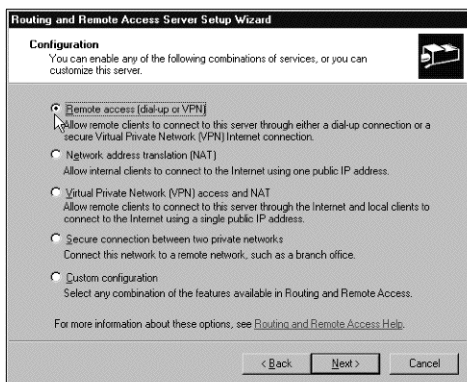 Routing and Remote Access Server Setup Wizard
Configuration
You can enable any of the following combinations of services, or you can
customize this server.
Remote access (dial-up or VPN)
Allow remote clients to connect to this server through either a dial-up connection or a
secure Virtual Private Network (VPN) Internet connection.
Network address translation (NAT)
Allow internal clients to connect to the Internet using one public IP address.
Virtual Private Network (VPN) access and NAT
Allow remote clients to connect to this server through the Internet and local clients to
connect to the Internet using a single public IP address.
Secure connection between two private networks
Connect this network to a remote network, such as a branch office.
Custom configuration
Select any combination of the features available in Routing and Remote Access.
For more information about these options, see Routing and Remote Access Help.
< Back Next > Cancel